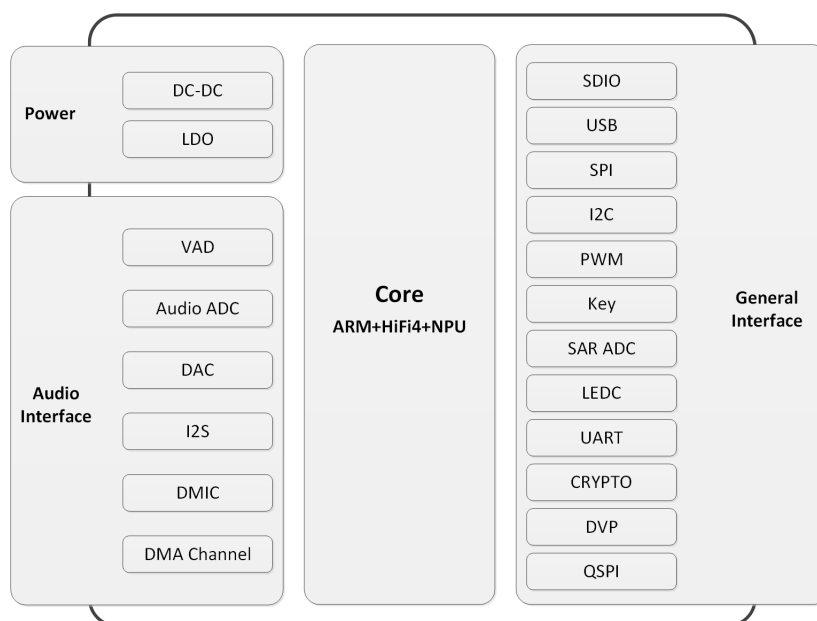 Power
DC-DC
LDO
Audio
Interface
VAD
Audio ADC
DAC
I2S
DMIC
DMA Channel
Core
ARM+HiFi4+NPU
SDIO
USB
SPI
I2C
PWM
Key
SAR ADC
LEDC
UART
CRYPTO
DVP
QSPI
General
Interface